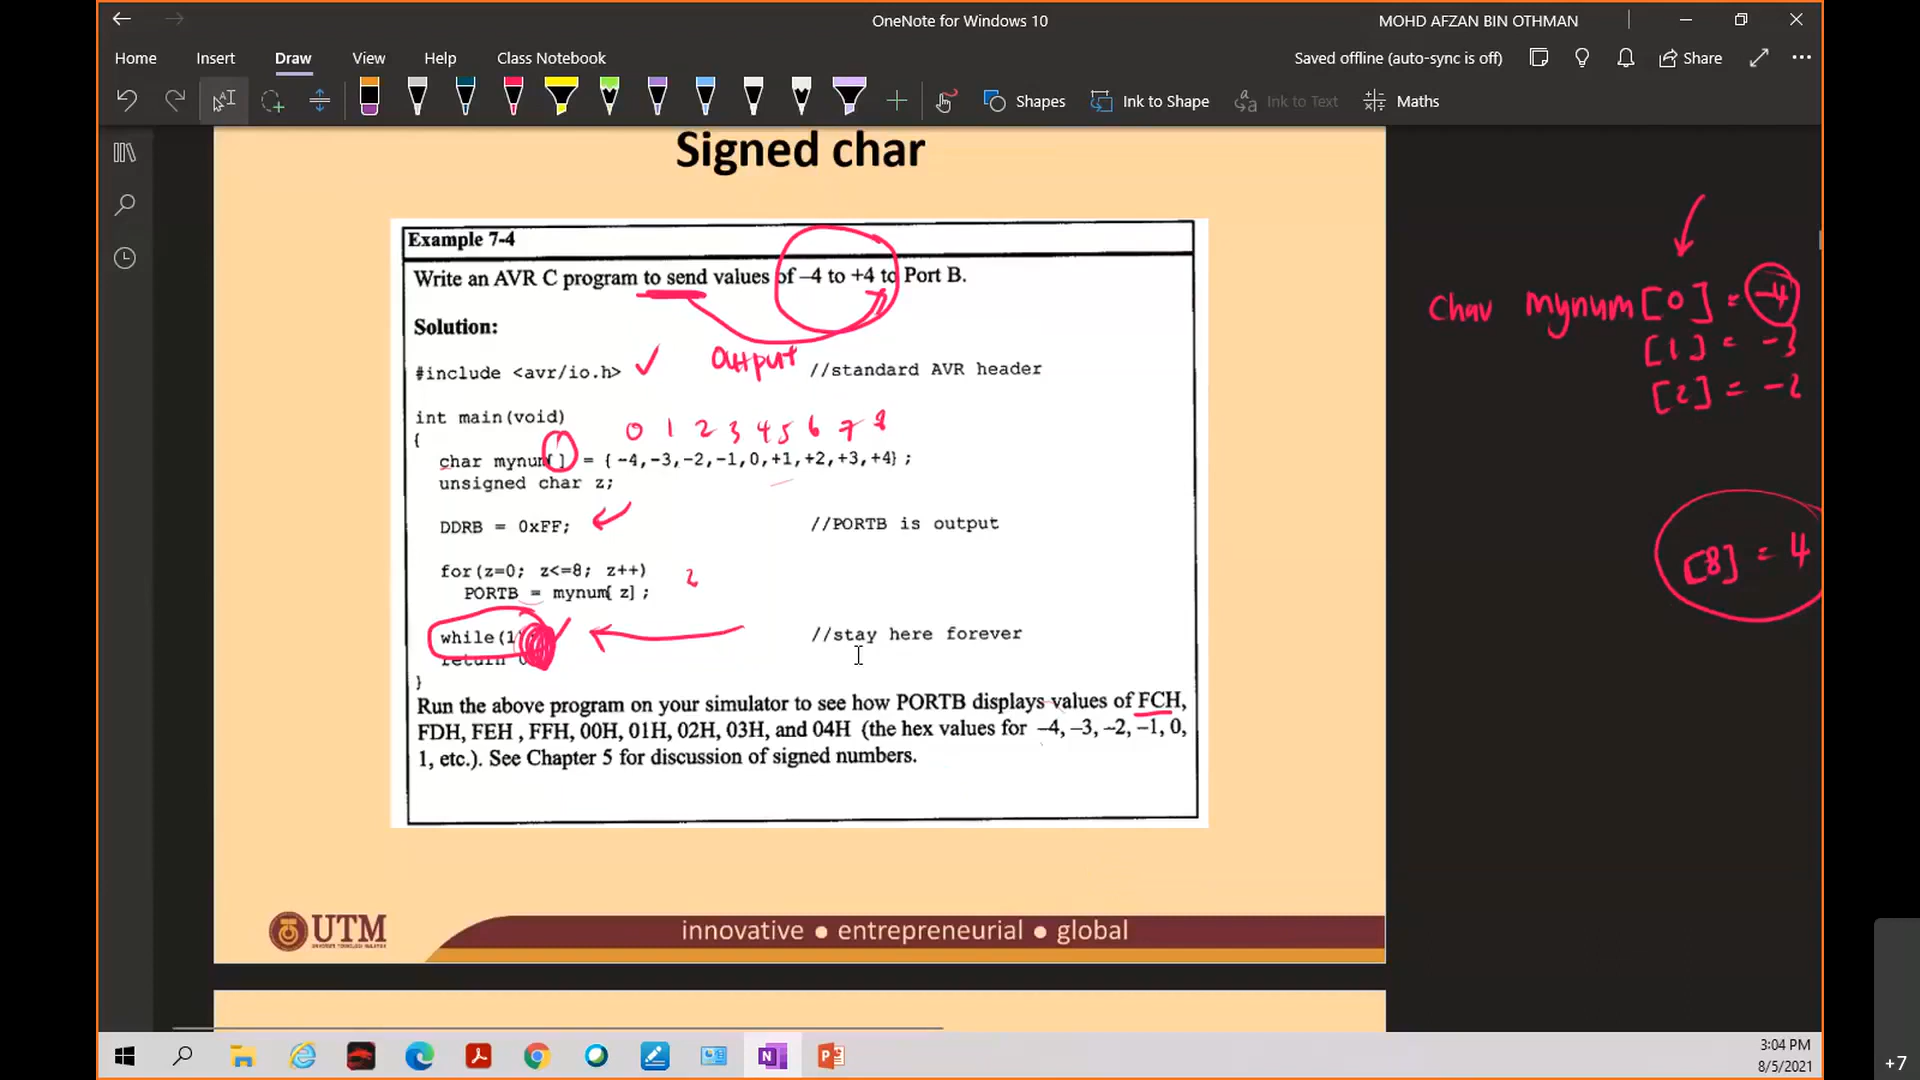 OneNote for Windows 10
MOHD AFZAN BIN OTHMAN
Home Insert Draw View Help Class Notebook
Saved offline (auto-sync is off) Share
Shapes Ink to Shape Ink to Text Maths
Signed char
Example 7-4
Write an AVR C program to send values of –4 to +4 to Port B.
Solution:
Output
#include <avr/io.h> //standard AVR header
int main(void)
0 1 2 3 4 5 6 7 8
{
char mynum[] = {-4,-3,-2,-1,0,+1,+2,+3,+4};
unsigned char z;
DDRB = 0xFF; //PORTB is output
for(z=0; z<=8; z++)
PORTB = mynum[z];
while(1 //stay here forever
return 0
}
Run the above program on your simulator to see how PORTB displays values of FCH,
FDH, FEH , FFH, 00H, 01H, 02H, 03H, and 04H (the hex values for –4, –3, –2, –1, 0,
1, etc.). See Chapter 5 for discussion of signed numbers.
Char mynum [0] = -4
[1] = -3
[2] = -2
[8] = 4
UTM
innovative ● entrepreneurial ● global
3:04 PM
8/5/2021
+7